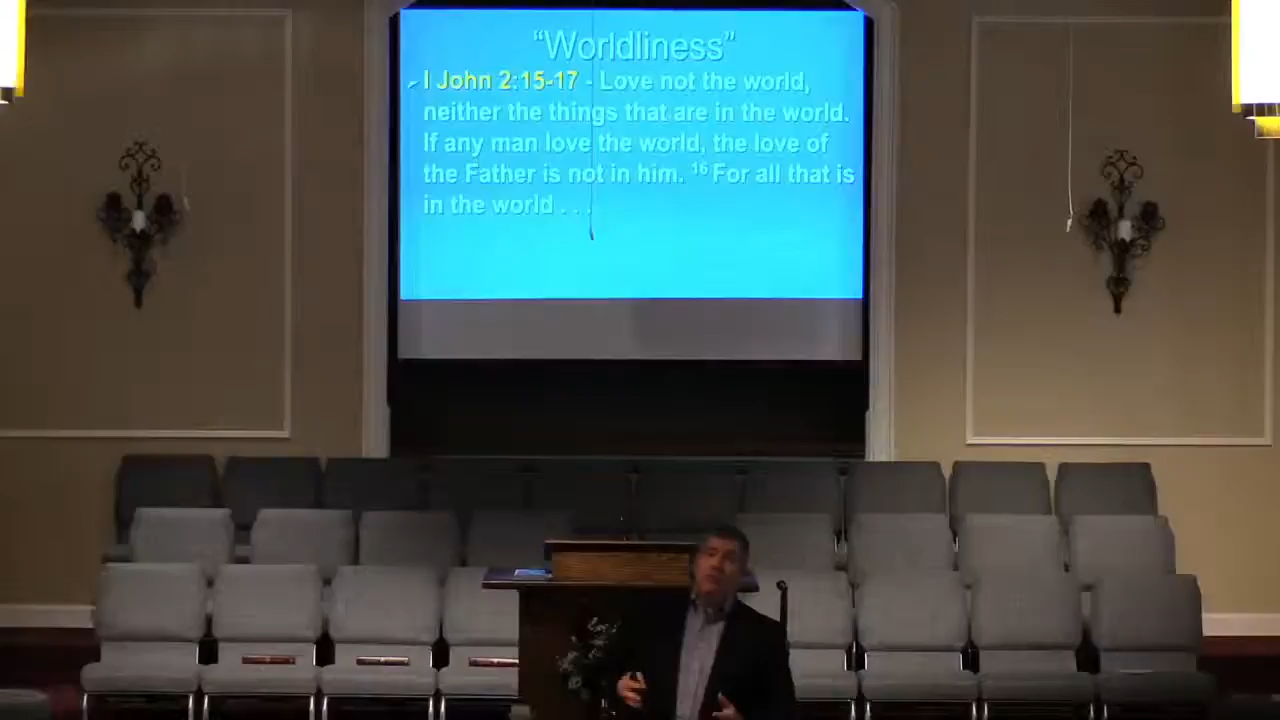 “Worldliness”
I John 2:15-17 - Love not the world,
neither the things that are in the world.
If any man love the world, the love of
the Father is not in him. ¹⁶ For all that is
in the world . . .